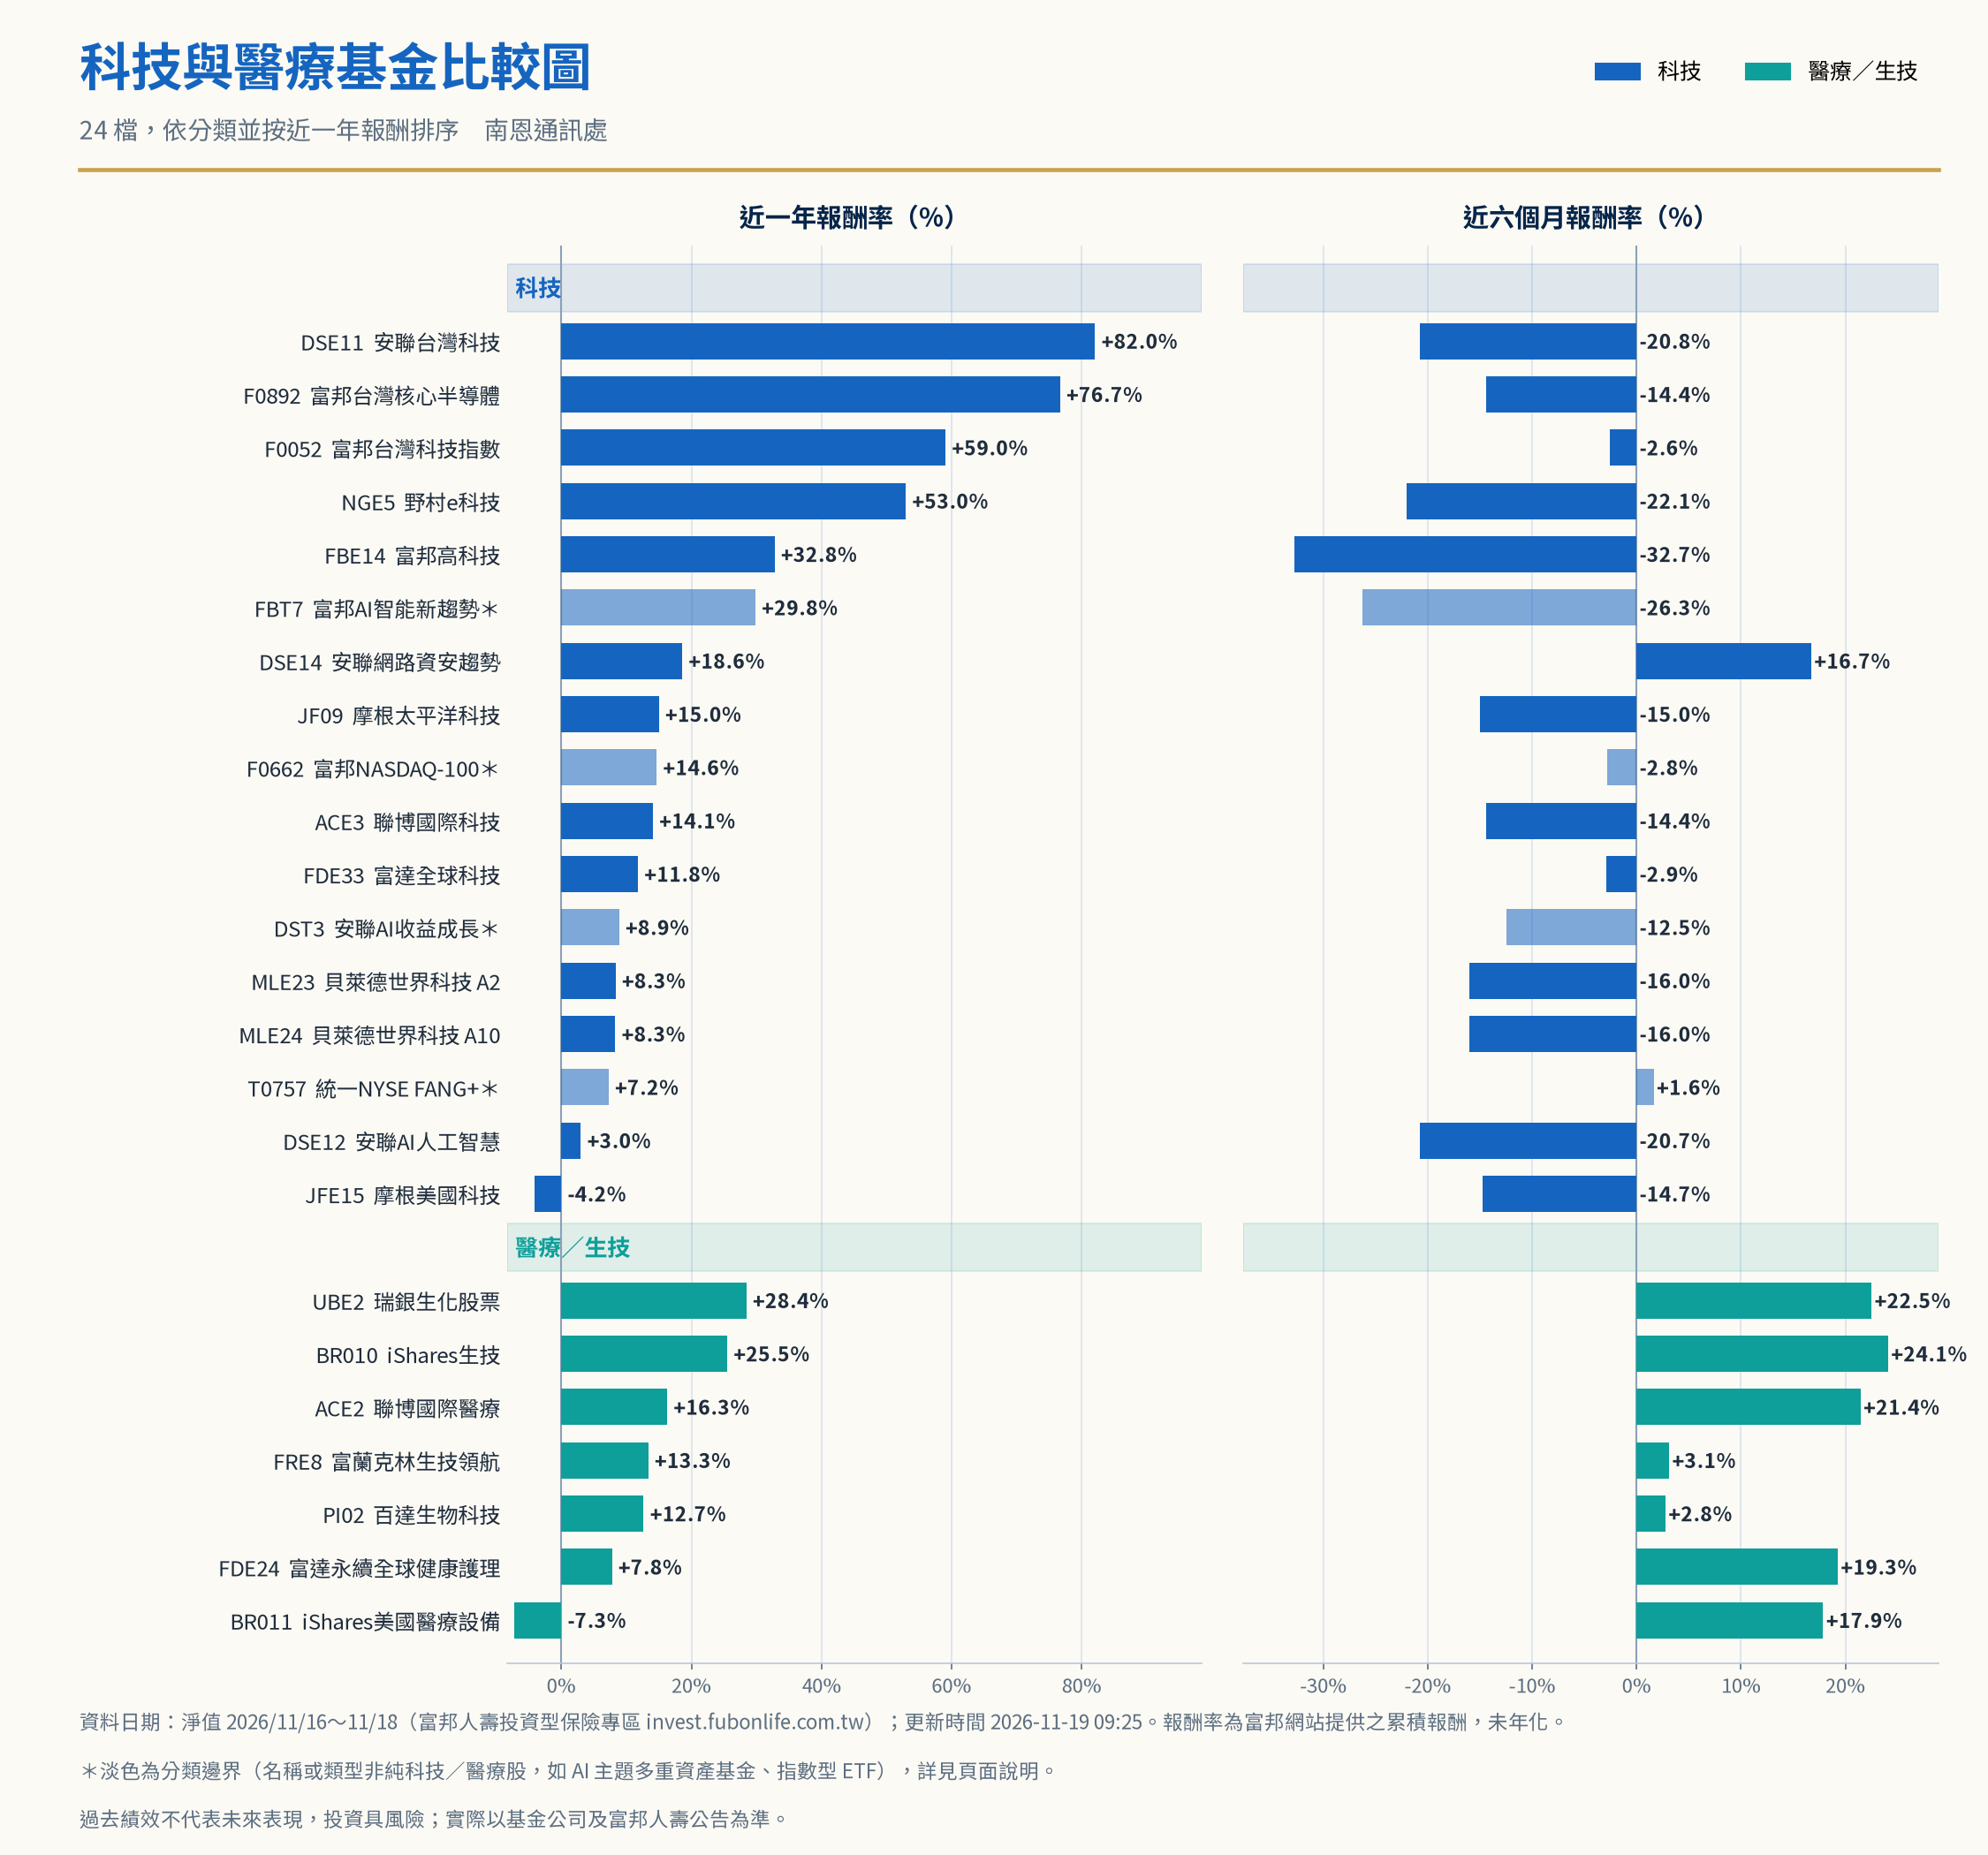 科技與醫療基金比較圖
科技 醫療／生技
24 檔，依分類並按近一年報酬排序 南恩通訊處
近一年報酬率（%） 近六個月報酬率（%）
科技
DSE11 安聯台灣科技 +82.0% -20.8%
F0892 富邦台灣核心半導體 +76.7% -14.4%
F0052 富邦台灣科技指數 +59.0% -2.6%
NGE5 野村e科技 +53.0% -22.1%
FBE14 富邦高科技 +32.8% -32.7%
FBT7 富邦AI智能新趨勢＊ +29.8% -26.3%
DSE14 安聯網路資安趨勢 +18.6% +16.7%
JF09 摩根太平洋科技 +15.0% -15.0%
F0662 富邦NASDAQ-100＊ +14.6% -2.8%
ACE3 聯博國際科技 +14.1% -14.4%
FDE33 富達全球科技 +11.8% -2.9%
DST3 安聯AI收益成長＊ +8.9% -12.5%
MLE23 貝萊德世界科技 A2 +8.3% -16.0%
MLE24 貝萊德世界科技 A10 +8.3% -16.0%
T0757 統一NYSE FANG+＊ +7.2% +1.6%
DSE12 安聯AI人工智慧 +3.0% -20.7%
JFE15 摩根美國科技 -4.2% -14.7%
醫療／生技
UBE2 瑞銀生化股票 +28.4% +22.5%
BR010 iShares生技 +25.5% +24.1%
ACE2 聯博國際醫療 +16.3% +21.4%
FRE8 富蘭克林生技領航 +13.3% +3.1%
PI02 百達生物科技 +12.7% +2.8%
FDE24 富達永續全球健康護理 +7.8% +19.3%
BR011 iShares美國醫療設備 -7.3% +17.9%
0% 20% 40% 60% 80% -30% -20% -10% 0% 10% 20%
資料日期：淨值 2026/11/16～11/18（富邦人壽投資型保險專區 invest.fubonlife.com.tw）；更新時間 2026-11-19 09:25。報酬率為富邦網站提供之累積報酬，未年化。
＊淡色為分類邊界（名稱或類型非純科技／醫療股，如 AI 主題多重資產基金、指數型 ETF），詳見頁面說明。
過去績效不代表未來表現，投資具風險；實際以基金公司及富邦人壽公告為準。